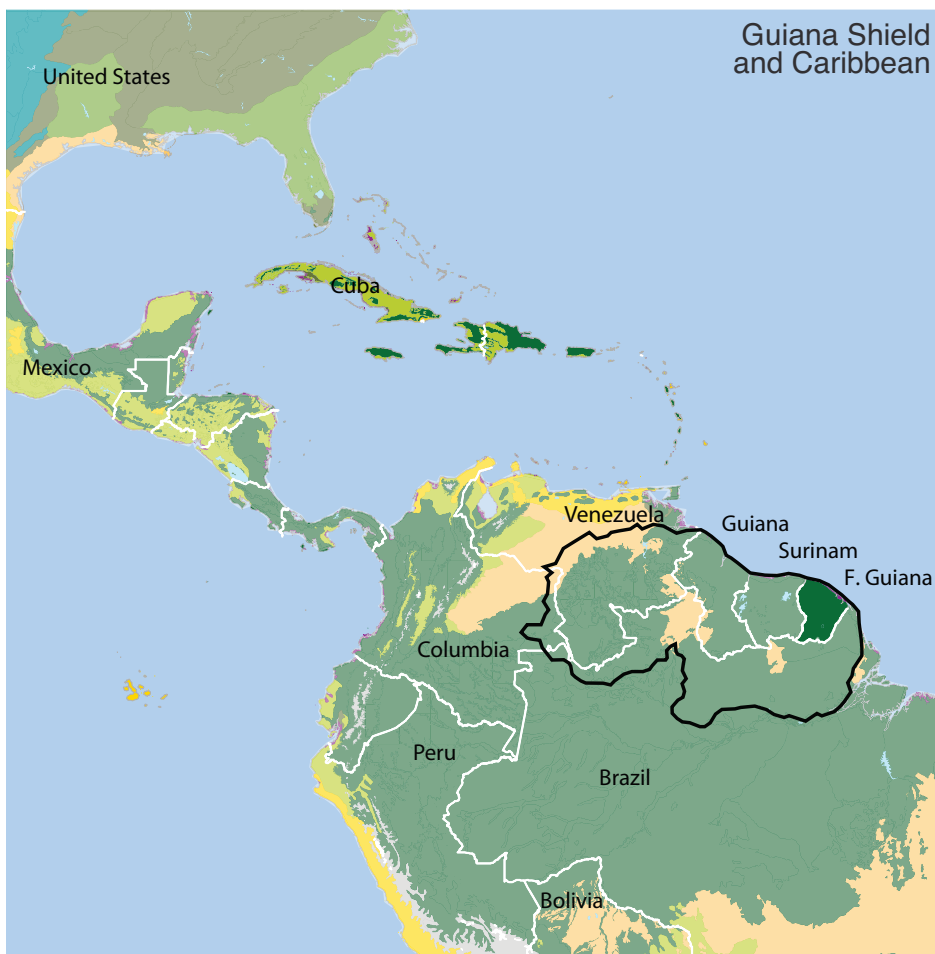 Guiana Shield
and Caribbean
United States
Cuba
Mexico
Venezuela
Guiana
Surinam
F. Guiana
Columbia
Peru
Brazil
Bolivia